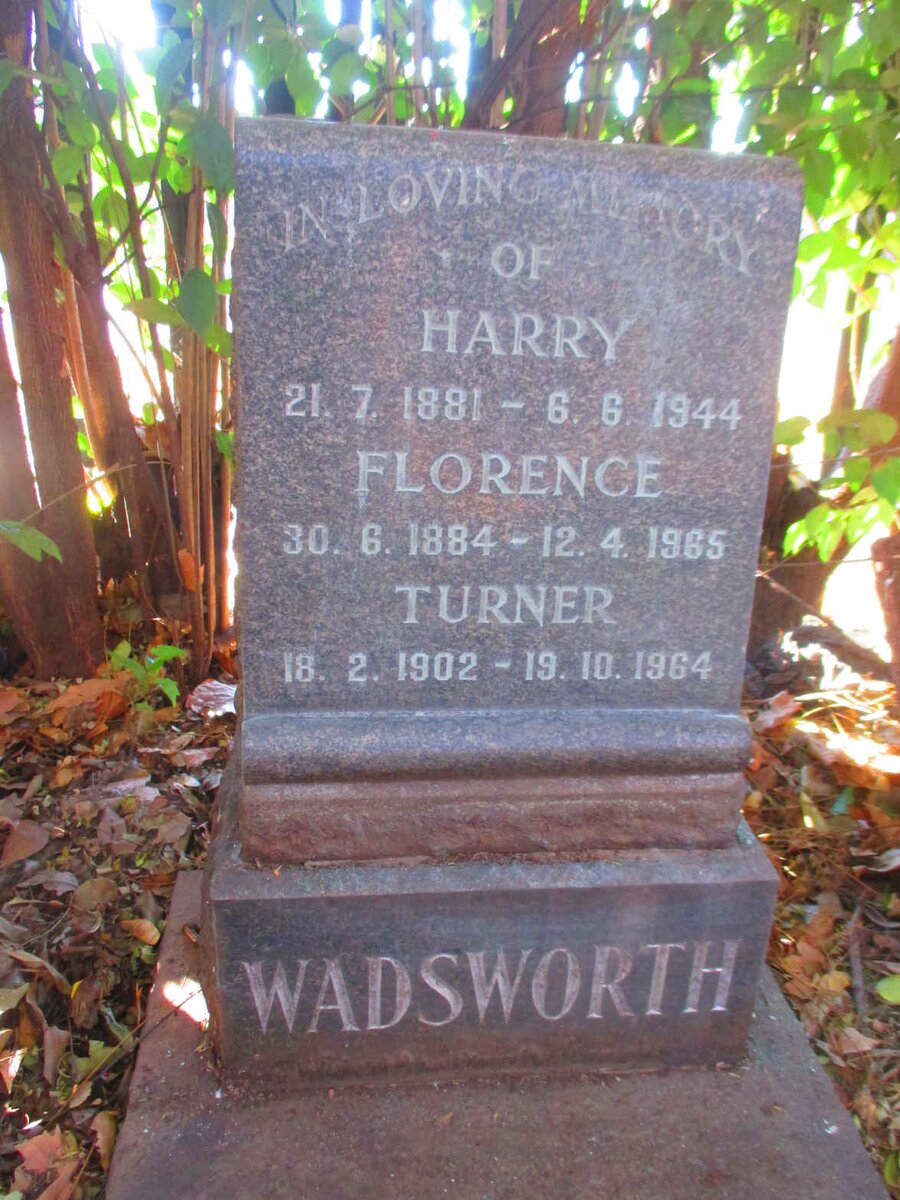 IN LOVING MEMORY
OF
HARRY
21. 7. 1881 - 6. 6. 1944
FLORENCE
30. 6. 1884 - 12. 4. 1965
TURNER
18. 2. 1902 - 19. 10. 1964
WADSWORTH